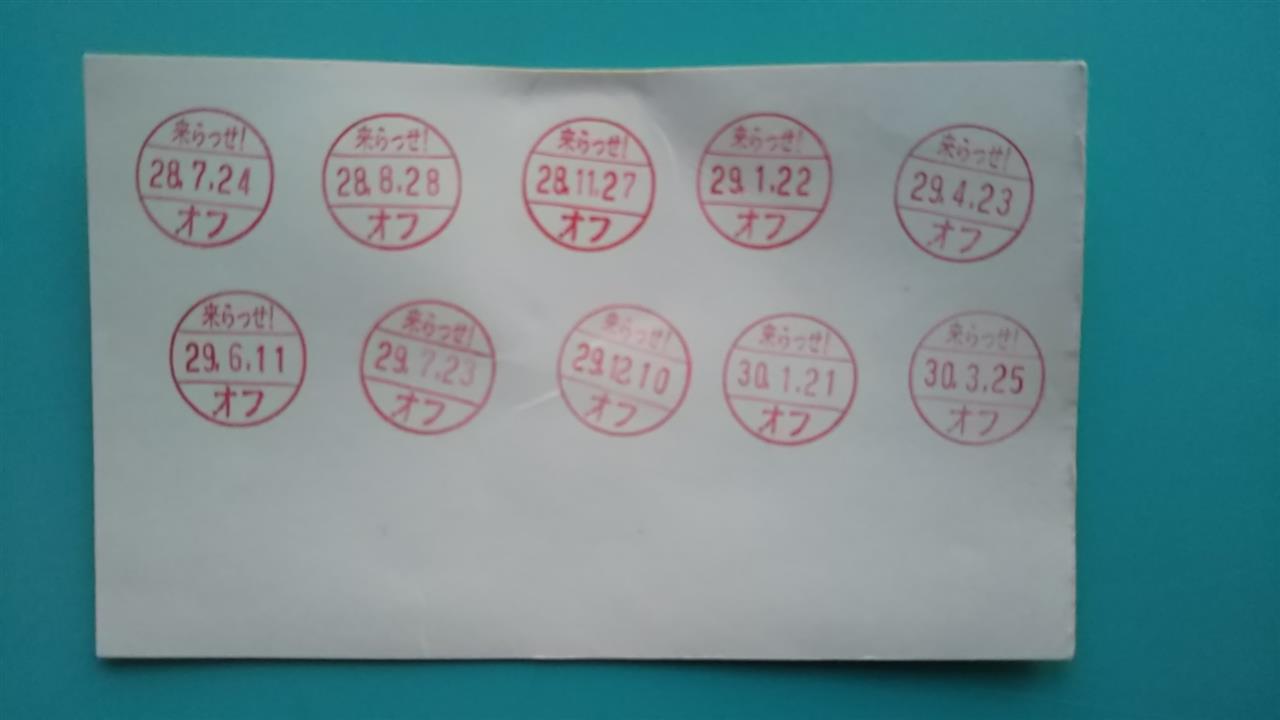 来らっせ!
28.7.24
オフ
来らっせ!
28.8.28
オフ
来らっせ!
28.11.27
オフ
来らっせ!
29.1.22
オフ
来らっせ!
29.4.23
オフ
来らっせ!
29.6.11
オフ
来らっせ!
29.7.23
オフ
来らっせ!
29.12.10
オフ
来らっせ!
30.1.21
オフ
来らっせ!
30.3.25
オフ